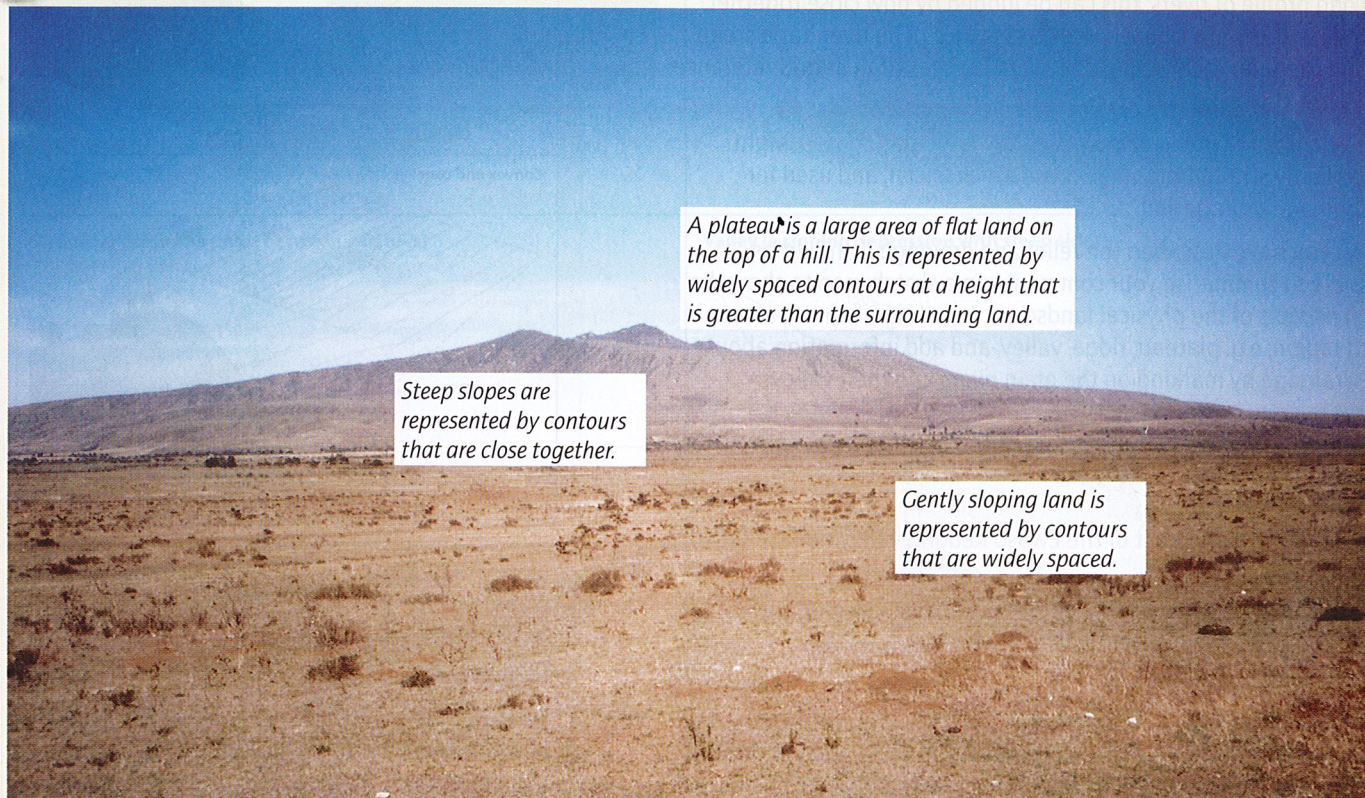 A plateau is a large area of flat land on
the top of a hill. This is represented by
widely spaced contours at a height that
is greater than the surrounding land.
Steep slopes are
represented by contours
that are close together.
Gently sloping land is
represented by contours
that are widely spaced.